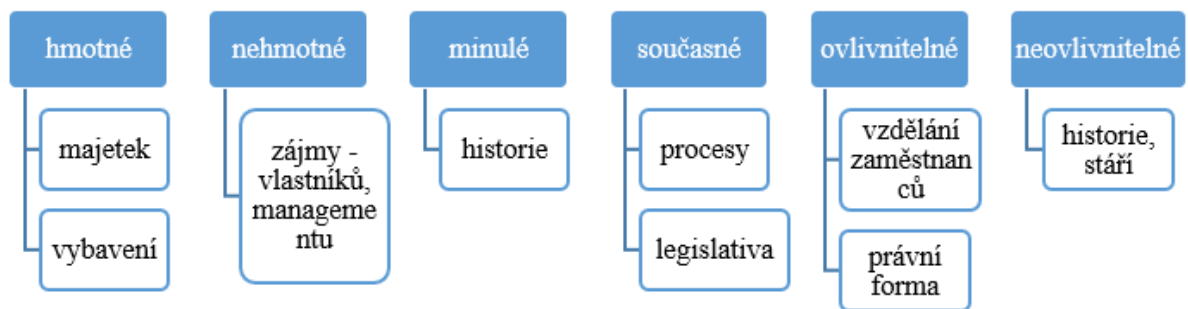 hmotné
majetek
vybavení
nehmotné
zájmy -
vlastníků,
manageme
ntu
minulé
historie
současné
procesy
legislativa
ovlivnitelné
vzdělání
zaměstnan
ců
právní
forma
neovlivnitelné
historie,
stáří